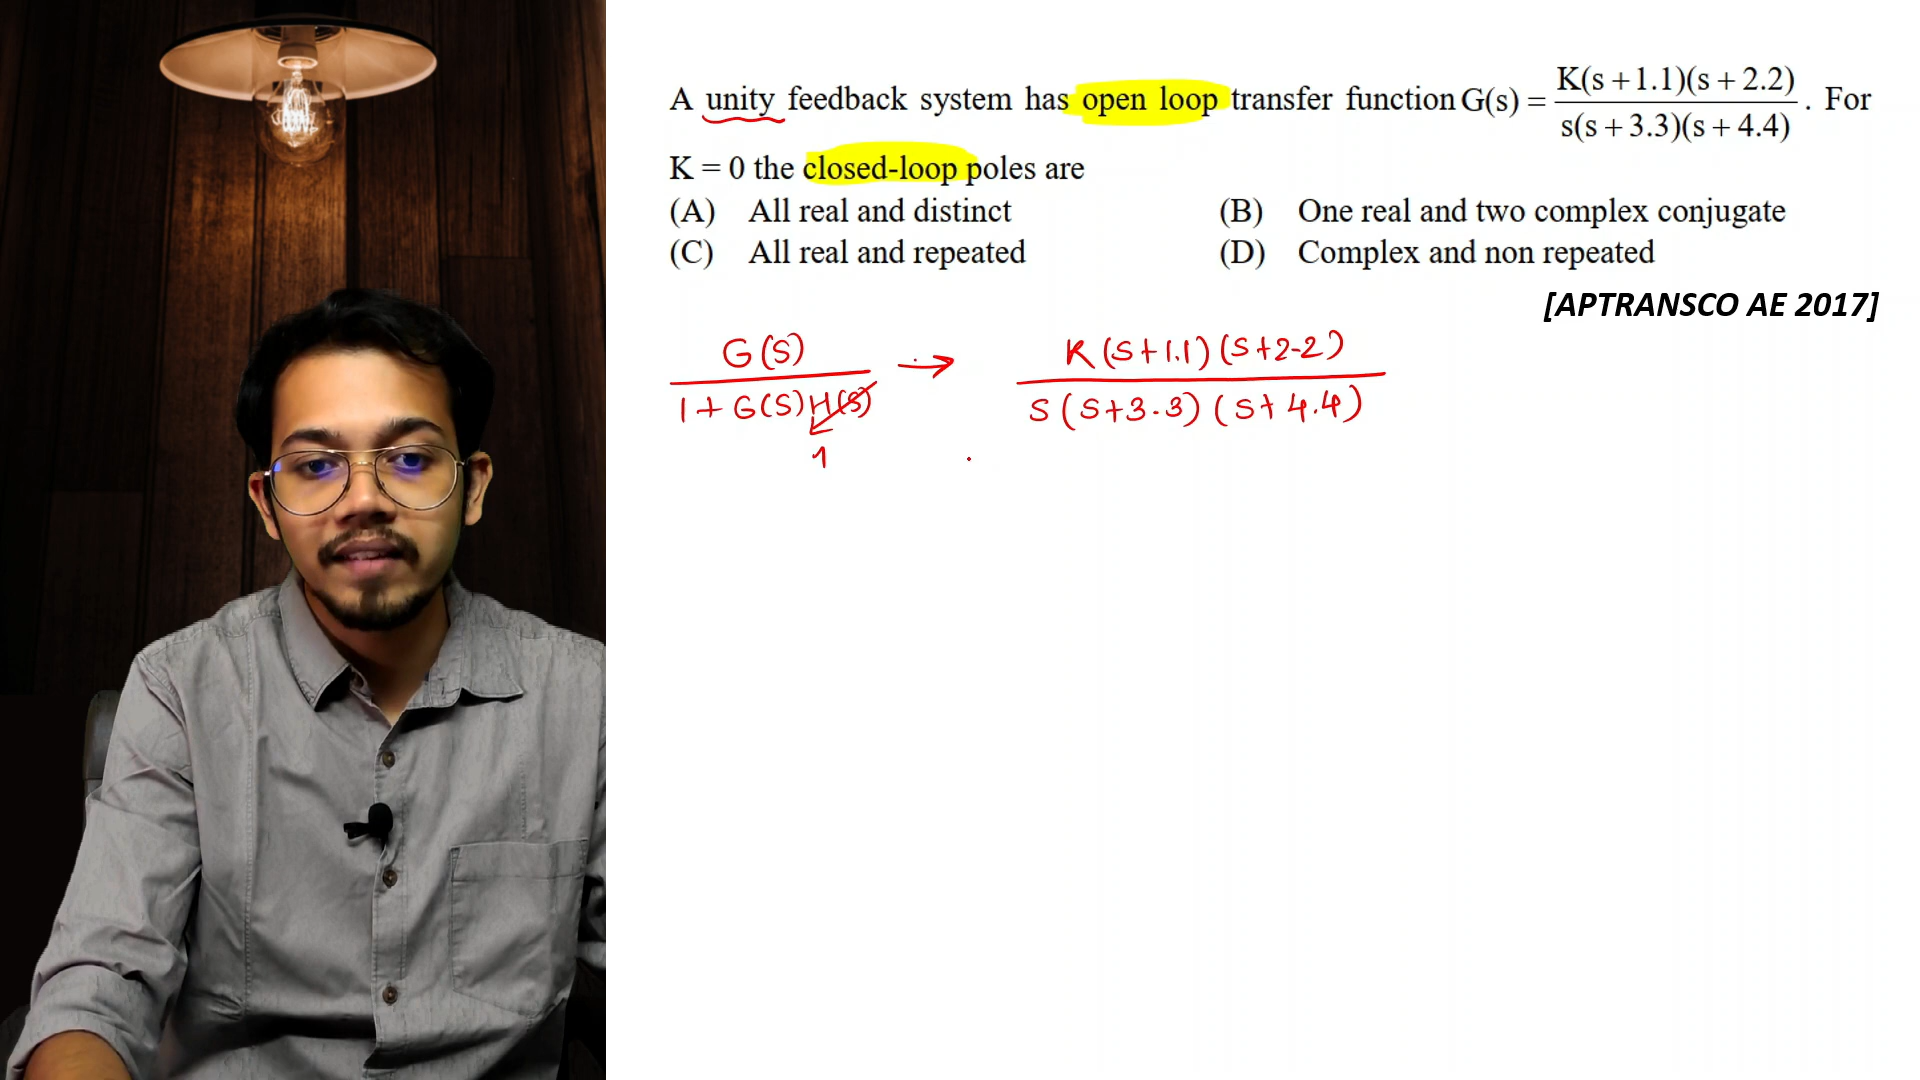 A unity feedback system has open loop transfer function G(s) = K(s + 1.1)(s + 2.2) / s(s + 3.3)(s + 4.4) . For
K = 0 the closed-loop poles are
(A) All real and distinct (B) One real and two complex conjugate
(C) All real and repeated (D) Complex and non repeated
[APTRANSCO AE 2017]
G(S) / 1 + G(S) H(S) → K(S+1.1)(S+2.2) / S(S+3.3)(S+4.4)
1